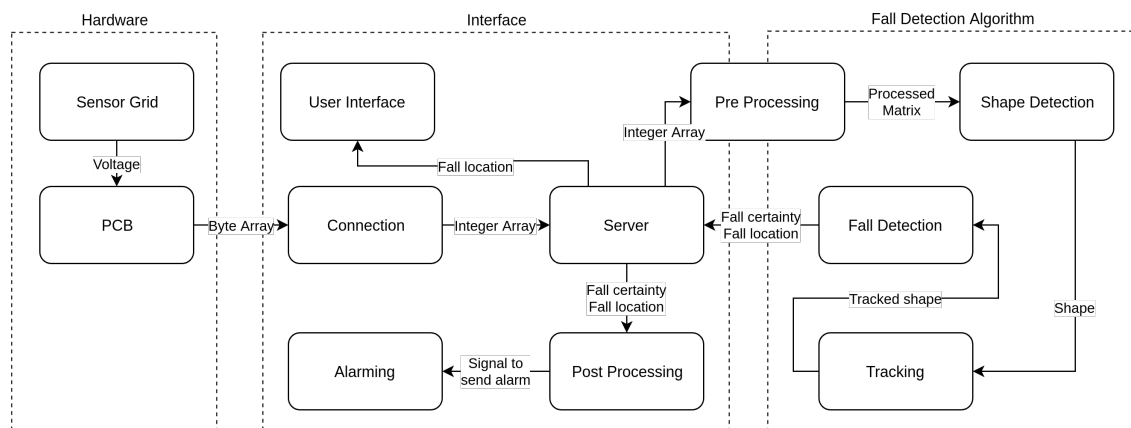 Hardware
Interface
Fall Detection Algorithm
Sensor Grid
User Interface
Pre Processing
Processed
Matrix
Shape Detection
Integer Array
Voltage
Fall location
PCB
Byte Array
Connection
Integer Array
Server
Fall certainty
Fall location
Fall Detection
Fall certainty
Fall location
Tracked shape
Shape
Alarming
Signal to
send alarm
Post Processing
Tracking